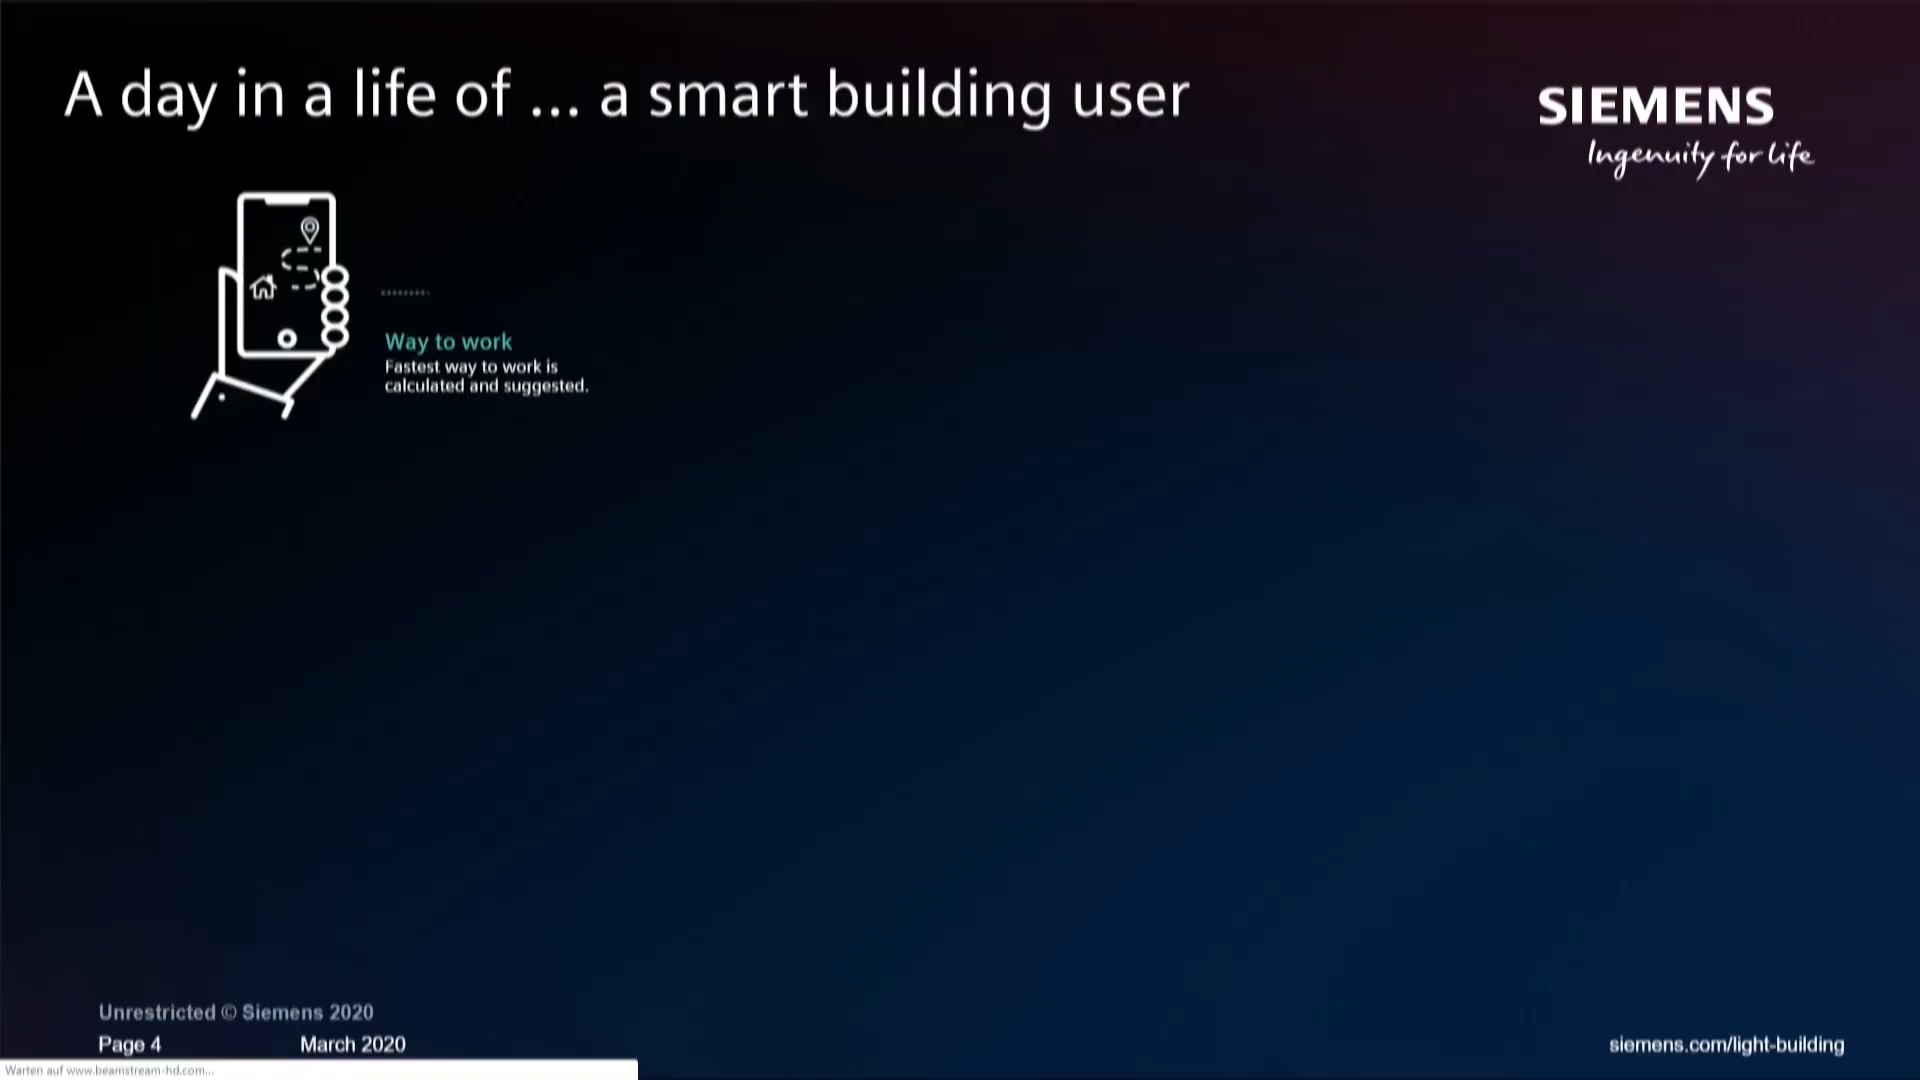 A day in a life of ... a smart building user
SIEMENS
Ingenuity for life
Way to work
Fastest way to work is
calculated and suggested.
Unrestricted © Siemens 2020
Page 4 March 2020
siemens.com/light-building
Warten auf www.beamstream-hd.com...